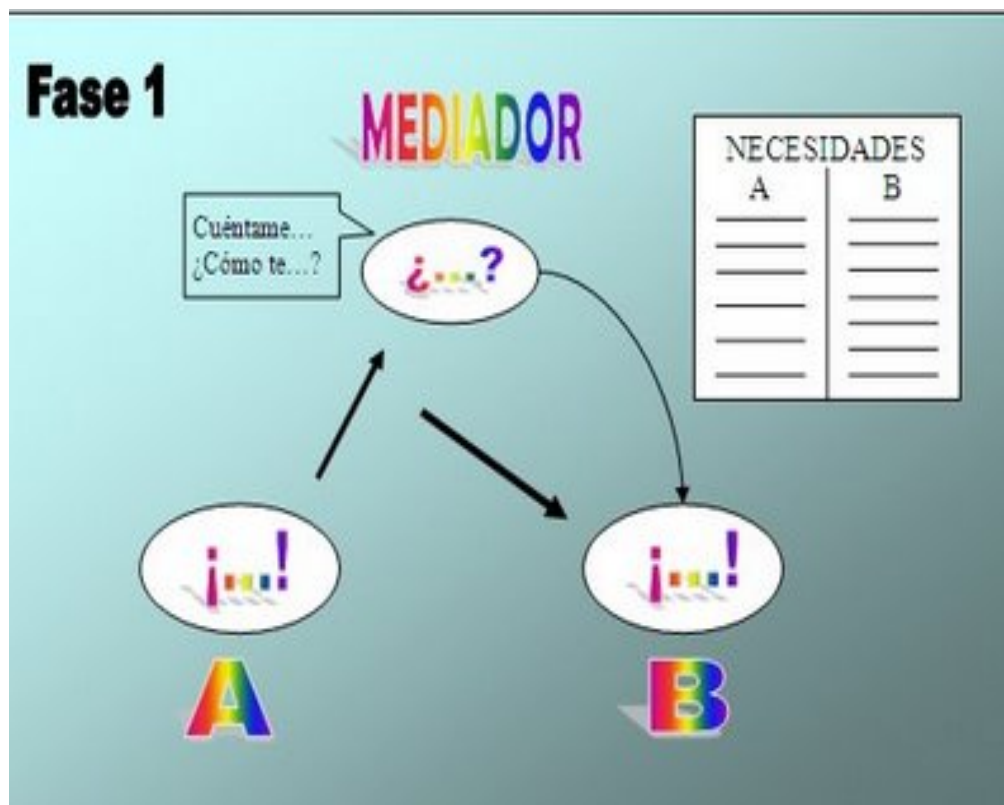 Fase 1
MEDIADOR
Cuéntame...
¿Cómo te...?
¿...?
NECESIDADES
A B
¡...!
¡...!
A
B